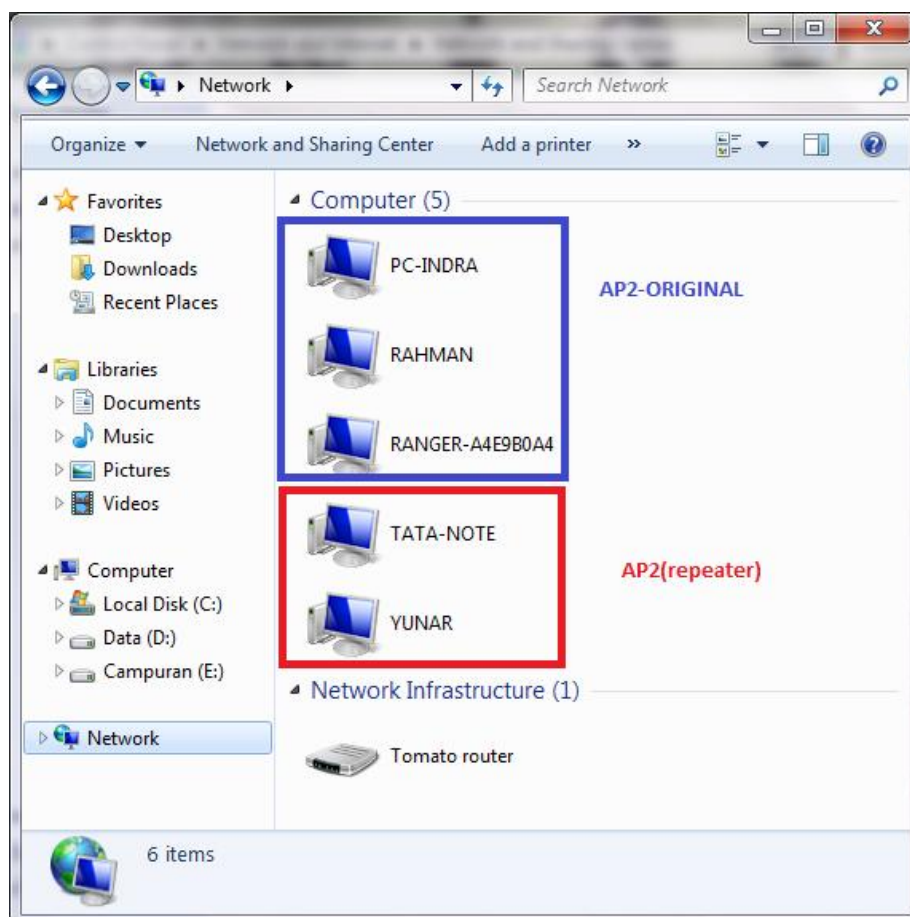 Network
Search Network
Organize
Network and Sharing Center
Add a printer
»
Favorites
Desktop
Downloads
Recent Places
Libraries
Documents
Music
Pictures
Videos
Computer
Local Disk (C:)
Data (D:)
Campuran (E:)
Network
Computer (5)
PC-INDRA
RAHMAN
RANGER-A4E9B0A4
AP2-ORIGINAL
TATA-NOTE
YUNAR
AP2(repeater)
Network Infrastructure (1)
Tomato router
6 items